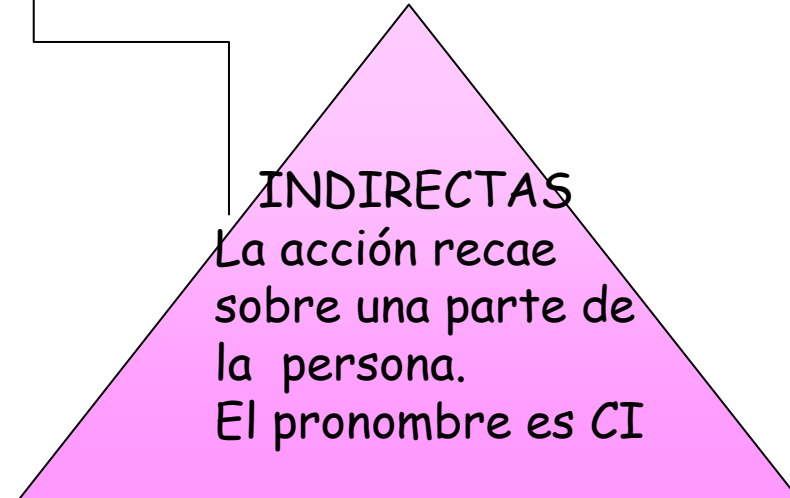 INDIRECTAS
La acción recae
sobre una parte de
la  persona.
El pronombre es CI